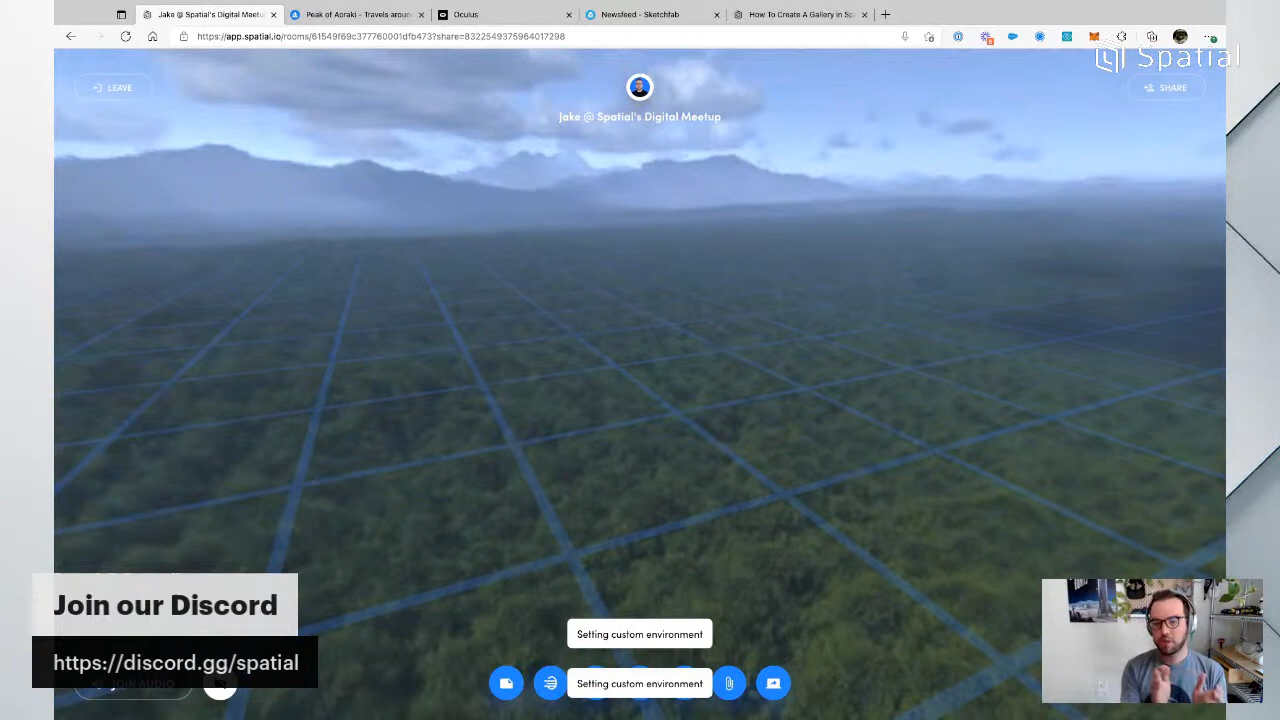 Jake @ Spatial's Digital Meetu
Peak of Aoraki - Travels aroun
Oculus
Newsfeed - Sketchfab
How To Create A Gallery in Sp
https://app.spatial.io/rooms/61549f69c377760001dfb473?share=8322549375964017298
Spatial
LEAVE
SHARE
Jake @ Spatial's Digital Meetup
Join our Discord
Setting custom environment
https://discord.gg/spatial
JOIN AUDIO
Setting custom environment